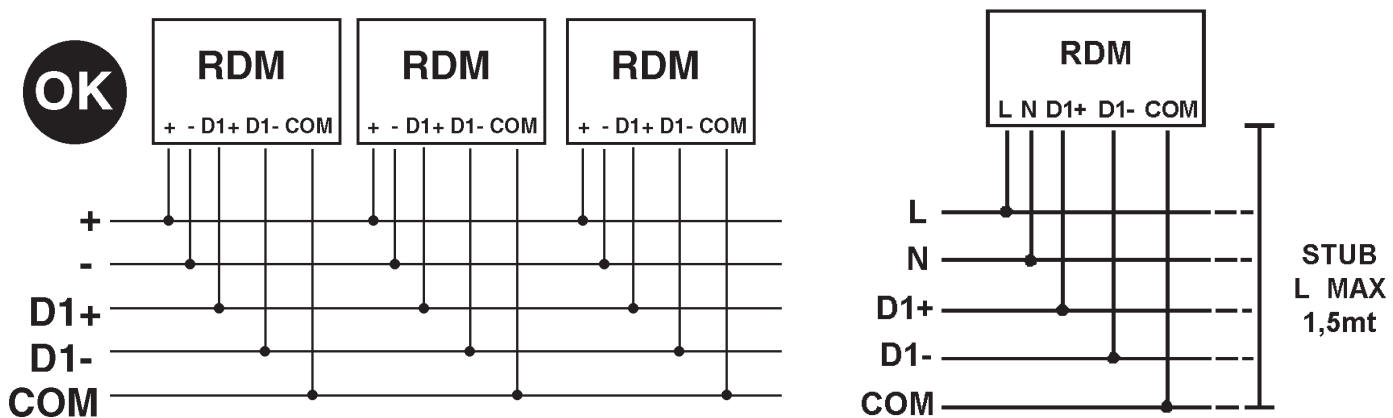 OK
RDM
+ - D1+ D1- COM
RDM
+ - D1+ D1- COM
RDM
+ - D1+ D1- COM
+
-
D1+
D1-
COM
RDM
L N D1+ D1- COM
L
N
D1+
D1-
COM
STUB
L MAX
1,5mt